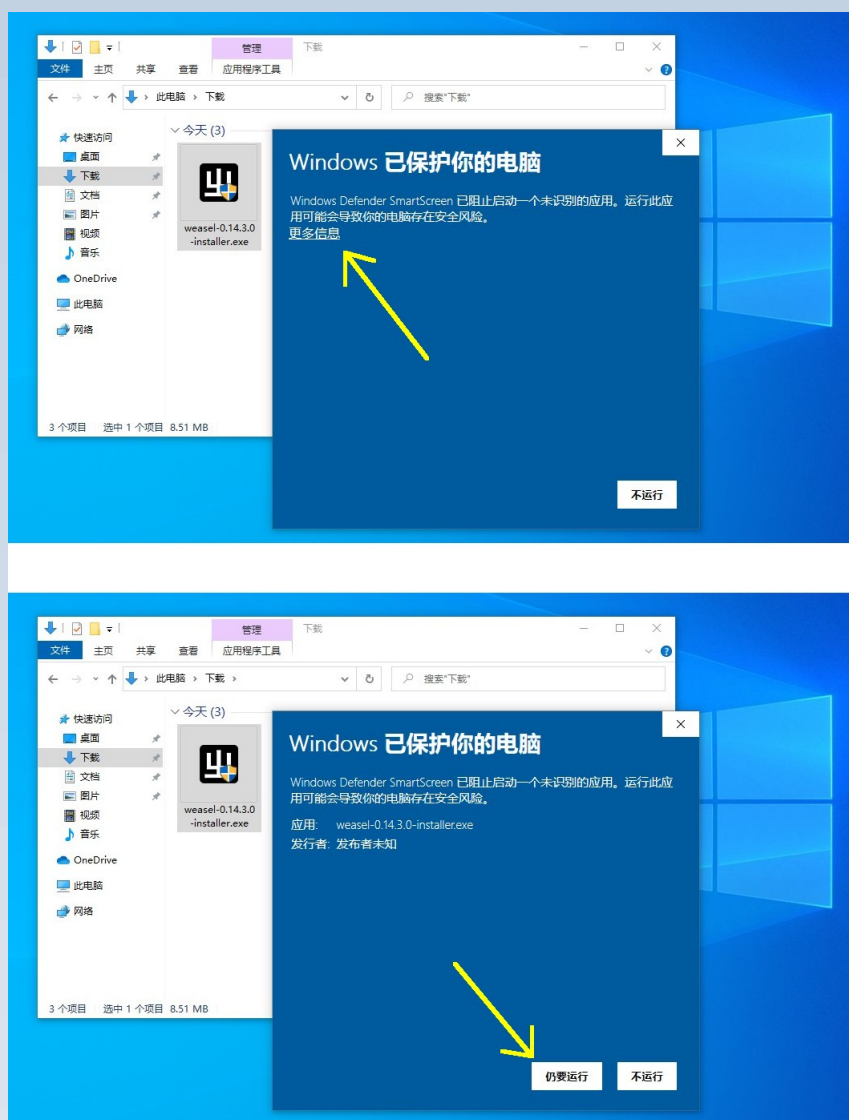 管理
下载
文件
主页
共享
查看
应用程序工具
此电脑 › 下载
搜索"下载"
快速访问
桌面
下载
文档
图片
视频
音乐
OneDrive
此电脑
网络
今天 (3)
weasel-0.14.3.0
-installer.exe
3 个项目
选中 1 个项目 8.51 MB
Windows 已保护你的电脑
Windows Defender SmartScreen 已阻止启动一个未识别的应用。运行此应
用可能会导致你的电脑存在安全风险。
更多信息
不运行
管理
下载
文件
主页
共享
查看
应用程序工具
此电脑 › 下载 ›
搜索"下载"
快速访问
桌面
下载
文档
图片
视频
音乐
OneDrive
此电脑
网络
今天 (3)
weasel-0.14.3.0
-installer.exe
3 个项目
选中 1 个项目 8.51 MB
Windows 已保护你的电脑
Windows Defender SmartScreen 已阻止启动一个未识别的应用。运行此应
用可能会导致你的电脑存在安全风险。
应用: weasel-0.14.3.0-installer.exe
发行者: 发布者未知
仍要运行
不运行